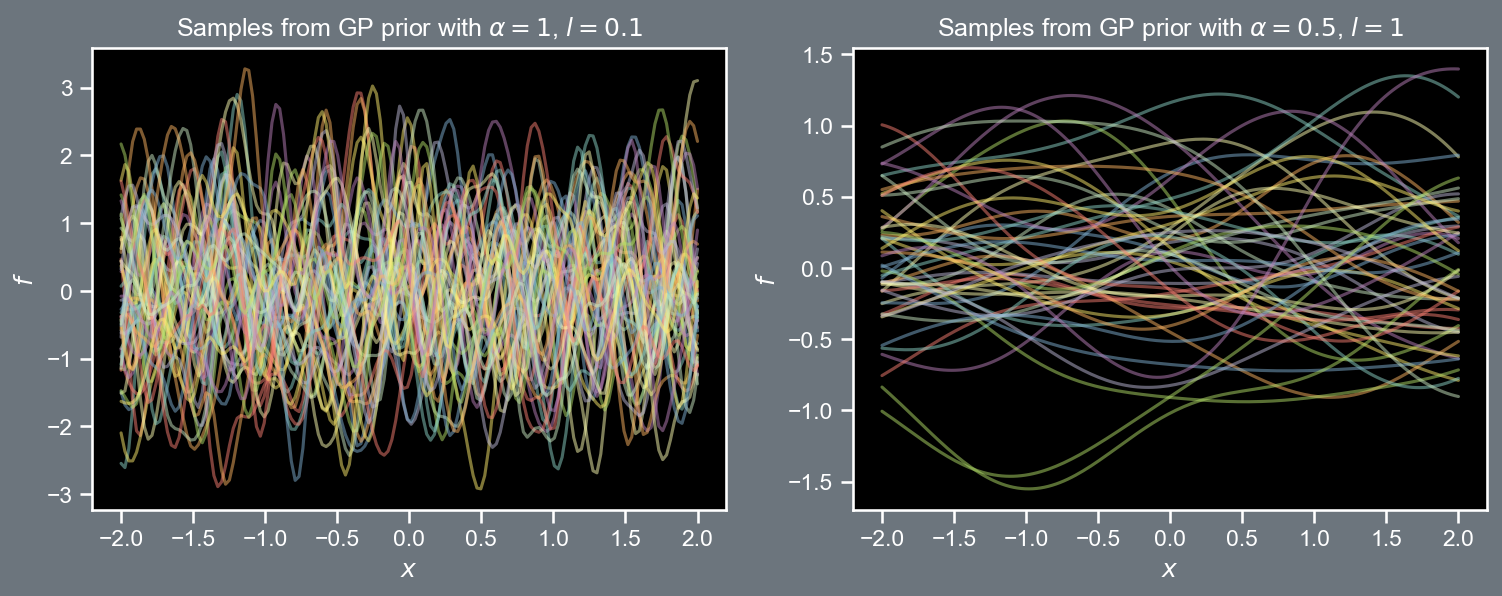 Samples from GP prior with α = 1, l = 0.1
3
2
1
0
−1
−2
−3
f
−2.0 −1.5 −1.0 −0.5 0.0 0.5 1.0 1.5 2.0
x
Samples from GP prior with α = 0.5, l = 1
1.5
1.0
0.5
0.0
−0.5
−1.0
−1.5
f
−2.0 −1.5 −1.0 −0.5 0.0 0.5 1.0 1.5 2.0
x